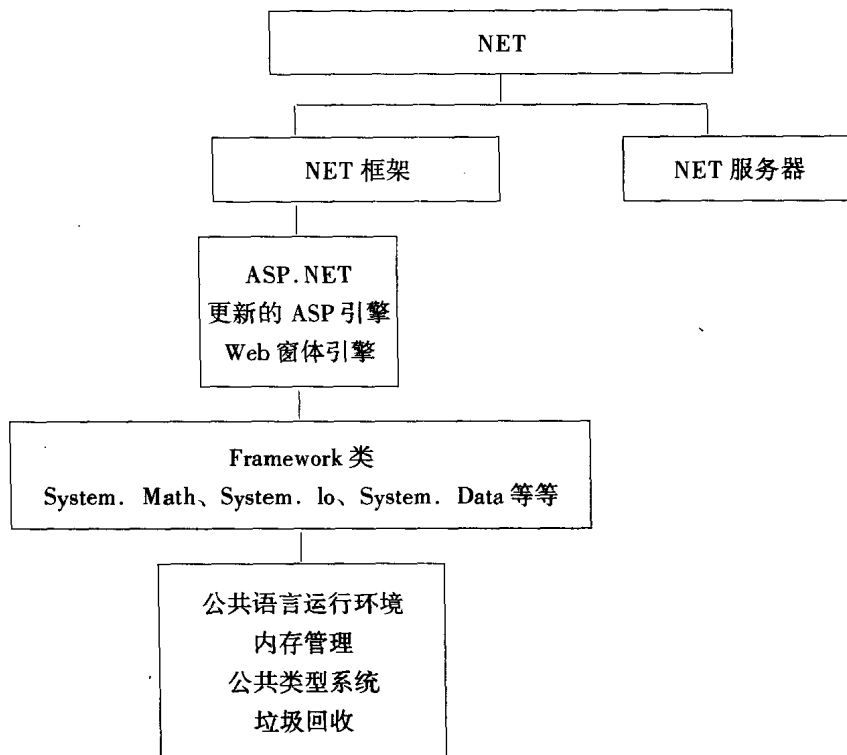 NET
NET 框架
NET 服务器
ASP.NET
更新的 ASP 引擎
Web 窗体引擎
Framework 类
System. Math、System. lo、System. Data 等等
公共语言运行环境
内存管理
公共类型系统
垃圾回收